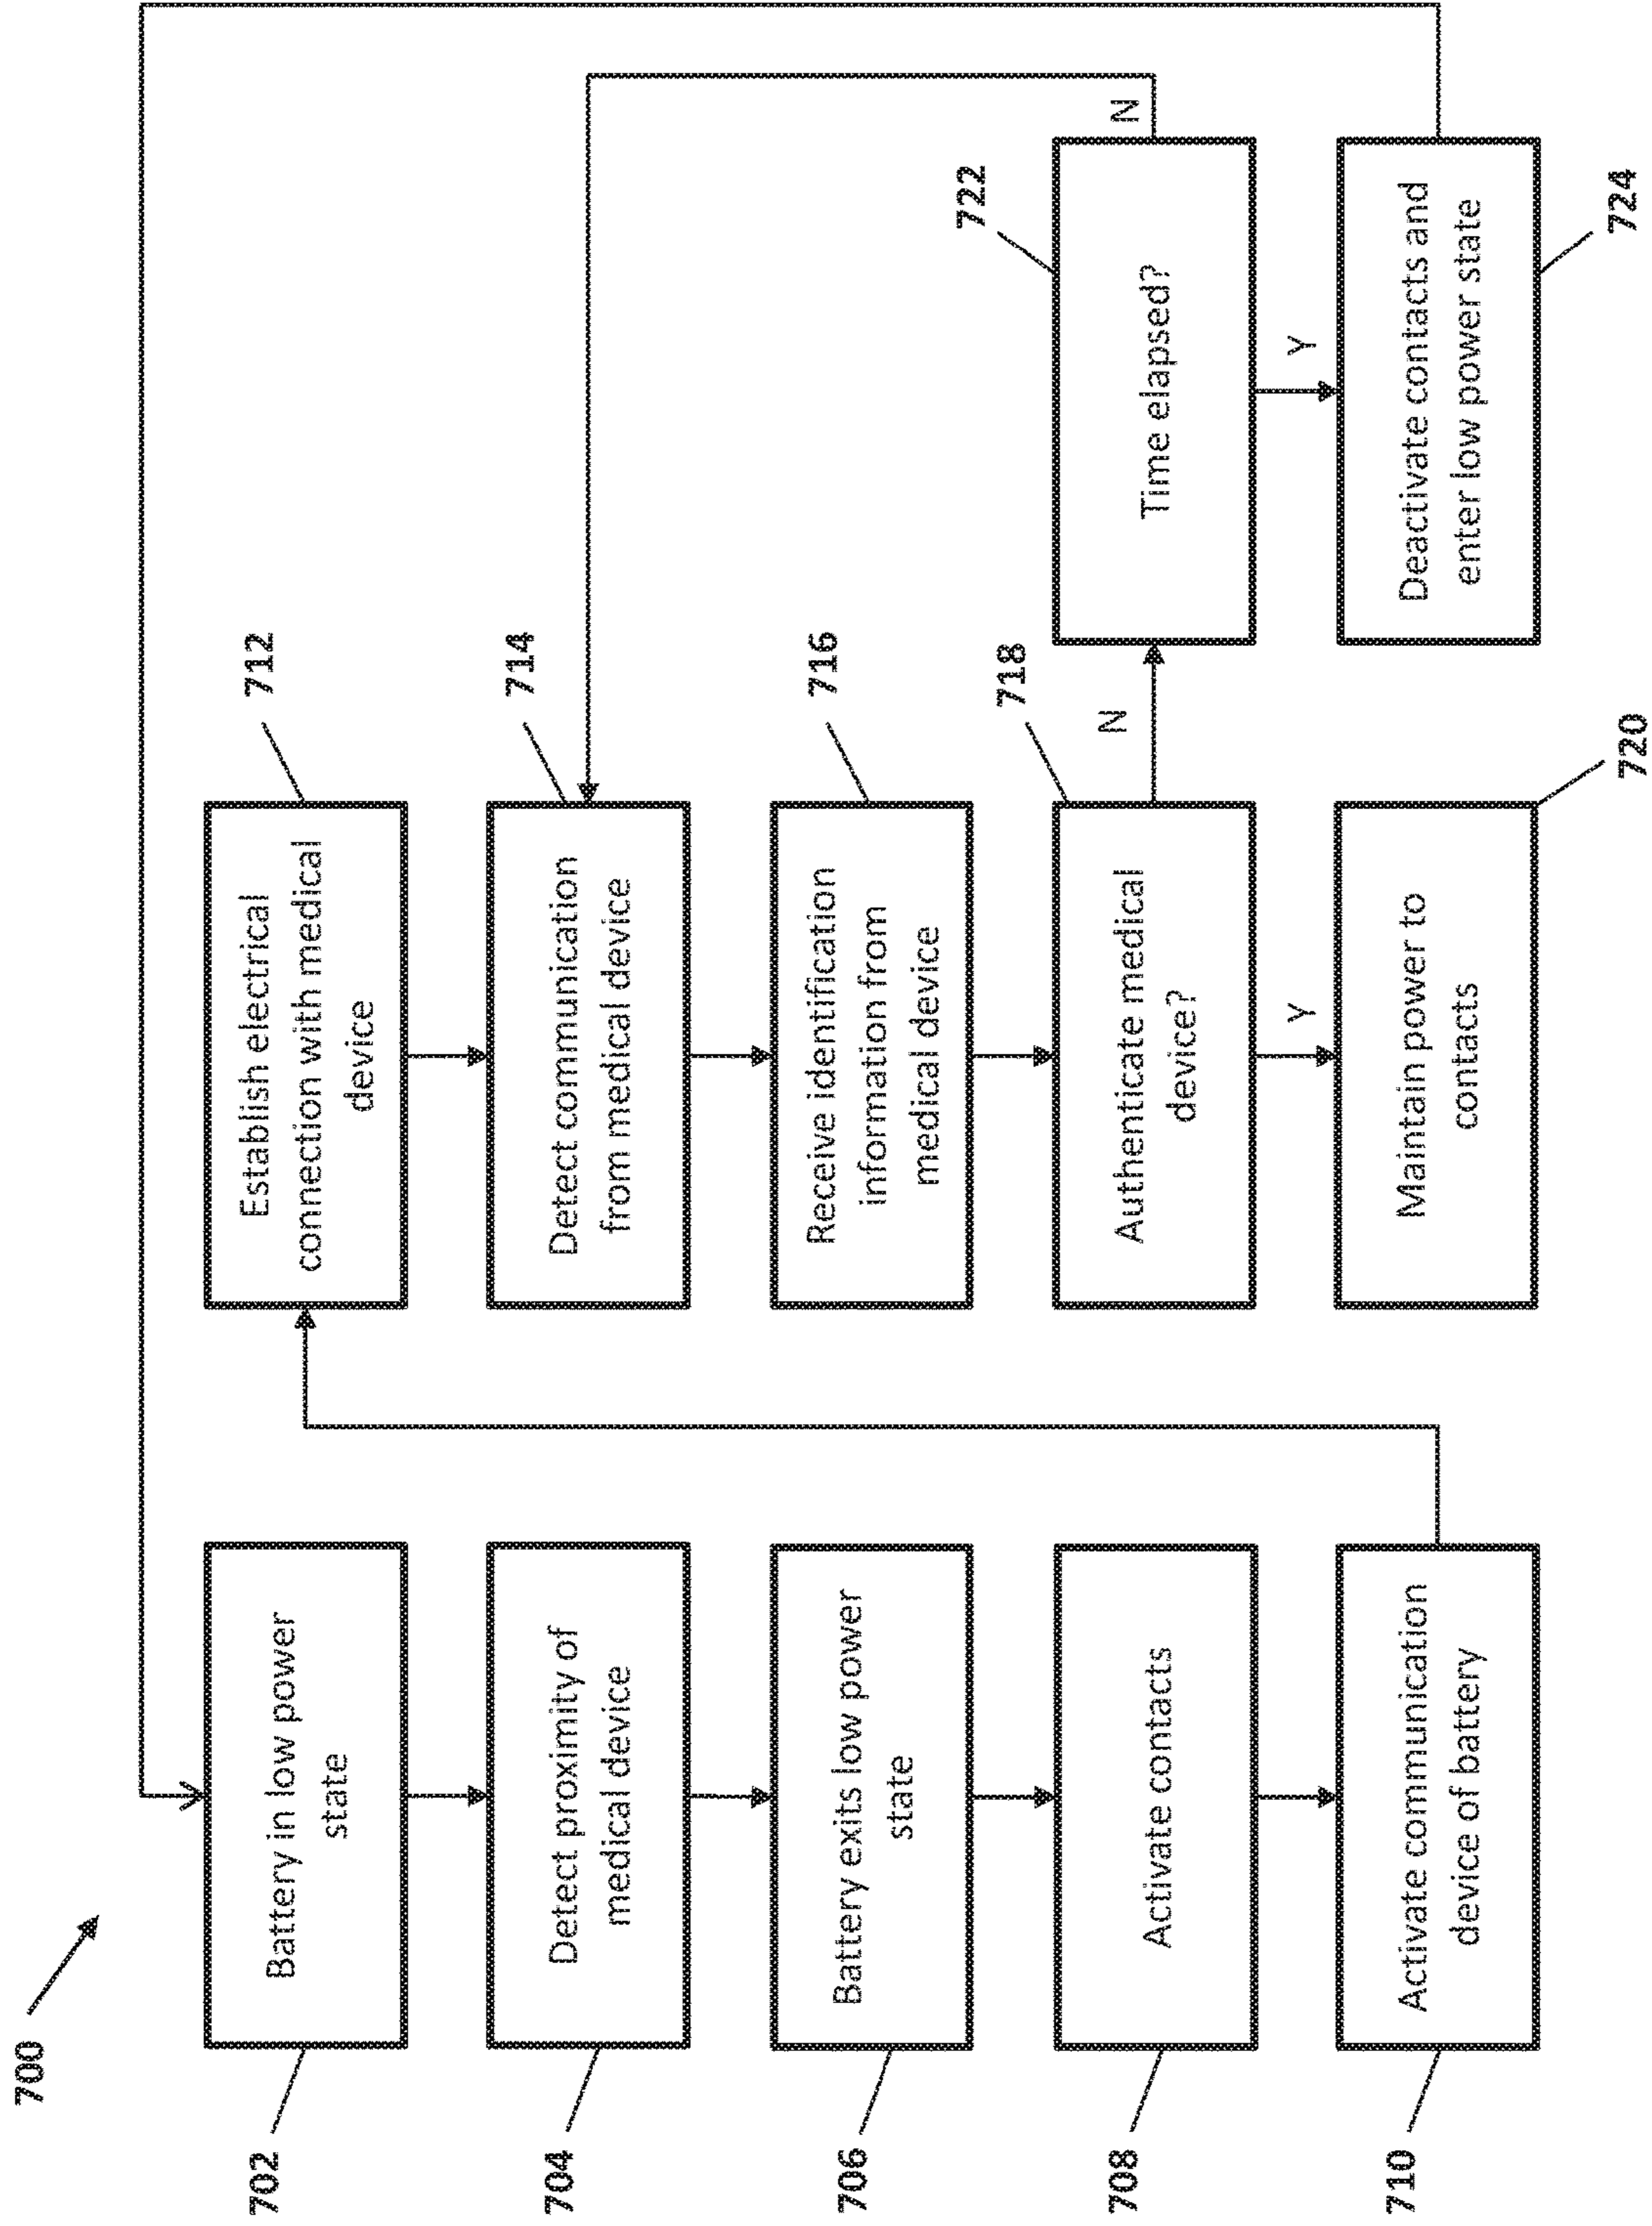 700
702
Battery in low power
state
704
Detect proximity of
medical device
706
Battery exits low power
state
708
Activate contacts
710
Activate communication
device of battery
712
Establish electrical
connection with medical
device
714
Detect communication
from medical device
716
Receive identification
information from
medical device
718
Authenticate medical
device?
N
Y
720
Maintain power to
contacts
722
Time elapsed?
N
Y
724
Deactivate contacts and
enter low power state